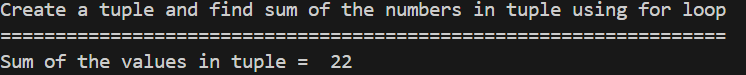 Create a tuple and find sum of the numbers in tuple using for loop
==================================================================
Sum of the values in tuple =  22